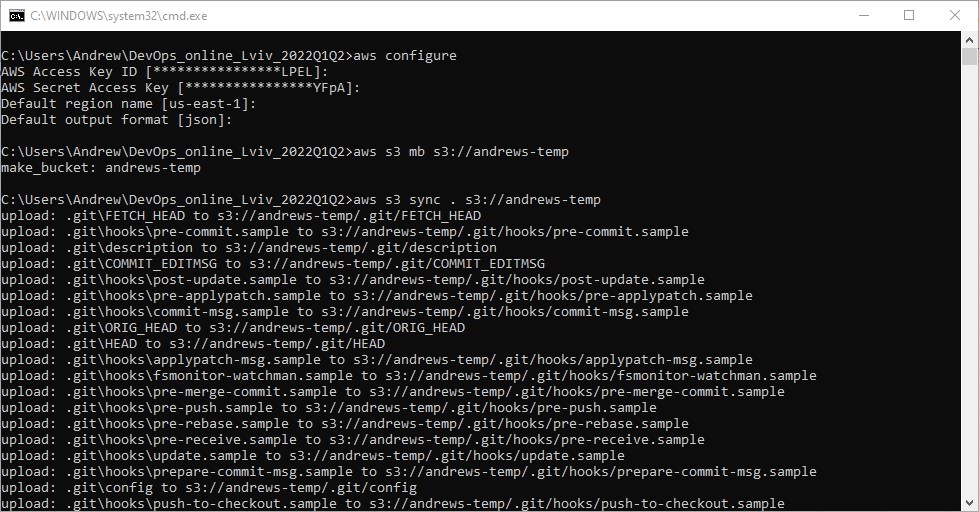 C:\WINDOWS\system32\cmd.exe
C:\Users\Andrew\DevOps_online_Lviv_2022Q1Q2>aws configure
AWS Access Key ID [****************LPEL]:
AWS Secret Access Key [****************YFpA]:
Default region name [us-east-1]:
Default output format [json]:
C:\Users\Andrew\DevOps_online_Lviv_2022Q1Q2>aws s3 mb s3://andrews-temp
make_bucket: andrews-temp
C:\Users\Andrew\DevOps_online_Lviv_2022Q1Q2>aws s3 sync . s3://andrews-temp
upload: .git\FETCH_HEAD to s3://andrews-temp/.git/FETCH_HEAD
upload: .git\hooks\pre-commit.sample to s3://andrews-temp/.git/hooks/pre-commit.sample
upload: .git\description to s3://andrews-temp/.git/description
upload: .git\COMMIT_EDITMSG to s3://andrews-temp/.git/COMMIT_EDITMSG
upload: .git\hooks\post-update.sample to s3://andrews-temp/.git/hooks/post-update.sample
upload: .git\hooks\pre-applypatch.sample to s3://andrews-temp/.git/hooks/pre-applypatch.sample
upload: .git\hooks\commit-msg.sample to s3://andrews-temp/.git/hooks/commit-msg.sample
upload: .git\ORIG_HEAD to s3://andrews-temp/.git/ORIG_HEAD
upload: .git\HEAD to s3://andrews-temp/.git/HEAD
upload: .git\hooks\applypatch-msg.sample to s3://andrews-temp/.git/hooks/applypatch-msg.sample
upload: .git\hooks\fsmonitor-watchman.sample to s3://andrews-temp/.git/hooks/fsmonitor-watchman.sample
upload: .git\hooks\pre-merge-commit.sample to s3://andrews-temp/.git/hooks/pre-merge-commit.sample
upload: .git\hooks\pre-push.sample to s3://andrews-temp/.git/hooks/pre-push.sample
upload: .git\hooks\pre-rebase.sample to s3://andrews-temp/.git/hooks/pre-rebase.sample
upload: .git\hooks\pre-receive.sample to s3://andrews-temp/.git/hooks/pre-receive.sample
upload: .git\hooks\update.sample to s3://andrews-temp/.git/hooks/update.sample
upload: .git\hooks\prepare-commit-msg.sample to s3://andrews-temp/.git/hooks/prepare-commit-msg.sample
upload: .git\config to s3://andrews-temp/.git/config
upload: .git\hooks\push-to-checkout.sample to s3://andrews-temp/.git/hooks/push-to-checkout.sample